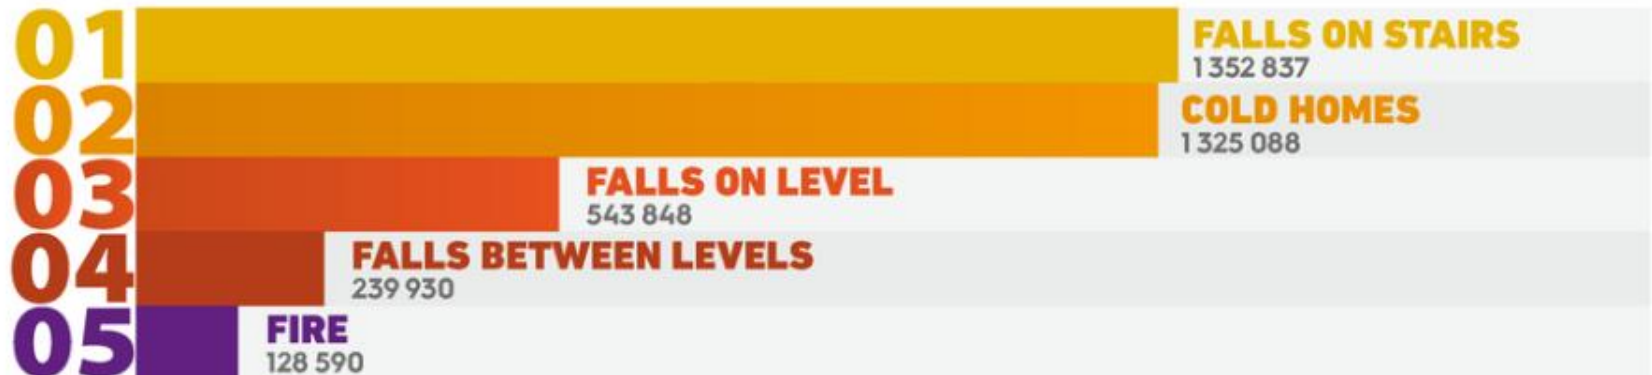 01
FALLS ON STAIRS
1 352 837
02
COLD HOMES
1 325 088
03
FALLS ON LEVEL
543 848
04
FALLS BETWEEN LEVELS
239 930
05
FIRE
128 590